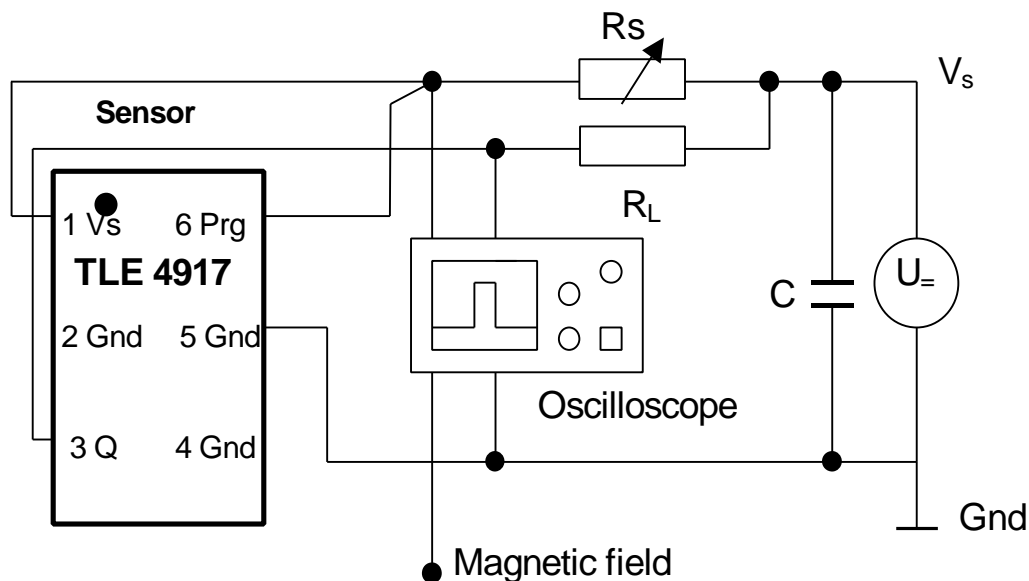 Rs
Vₛ
Sensor
R_L
1 Vs 6 Prg
TLE 4917
C
U₌
2 Gnd 5 Gnd
Oscilloscope
3 Q 4 Gnd
Gnd
Magnetic field